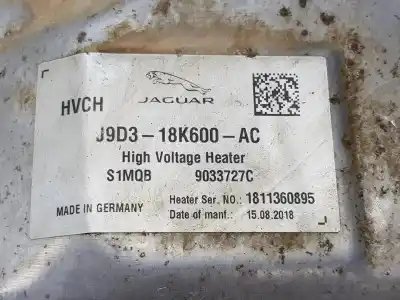 HVCH
JAGUAR
J9D3-18K600-AC
High Voltage Heater
S1MQB 9033727C
Heater Ser. NO.: 1811360895
MADE IN GERMANY
Date of manf.: 15.08.2018